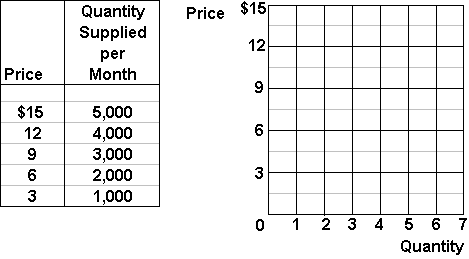 Quantity
Supplied
per
Price Month
$15 5,000
12 4,000
9 3,000
6 2,000
3 1,000
Price $15
12
9
6
3
0 1 2 3 4 5 6 7
Quantity